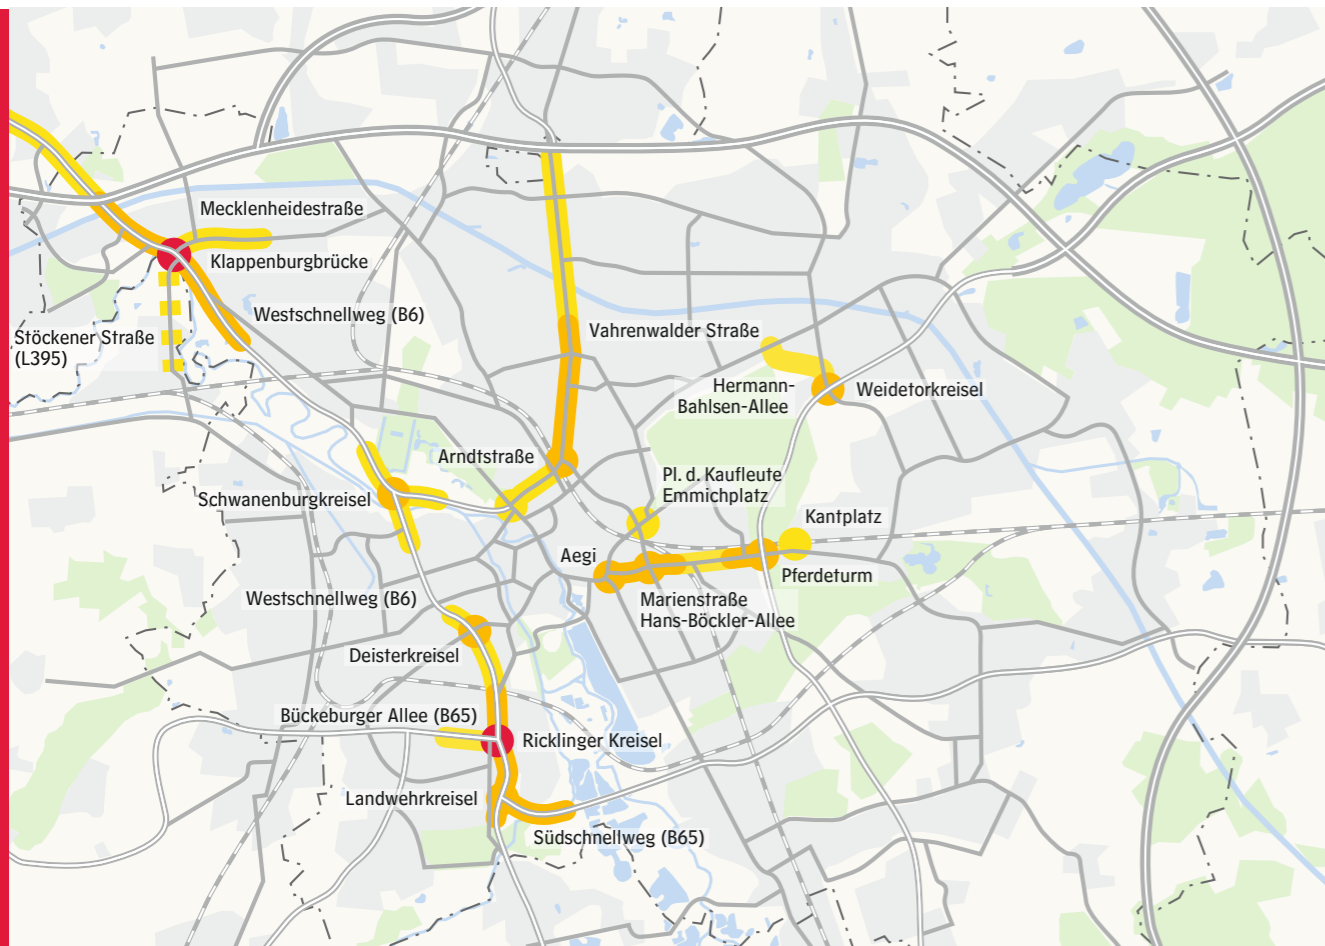 Mecklenheidestraße
Klappenburgbrücke
Westschnellweg (B6)
Stöckener Straße
(L395)
Vahrenwalder Straße
Hermann-
Bahlsen-Allee
Weidetorkreisel
Arndtstraße
Pl. d. Kaufleute
Emmichplatz
Schwanenburgkreisel
Kantplatz
Aegi
Pferdeturm
Westschnellweg (B6)
Marienstraße
Hans-Böckler-Allee
Deisterkreisel
Bückeburger Allee (B65)
Ricklinger Kreisel
Landwehrkreisel
Südschnellweg (B65)